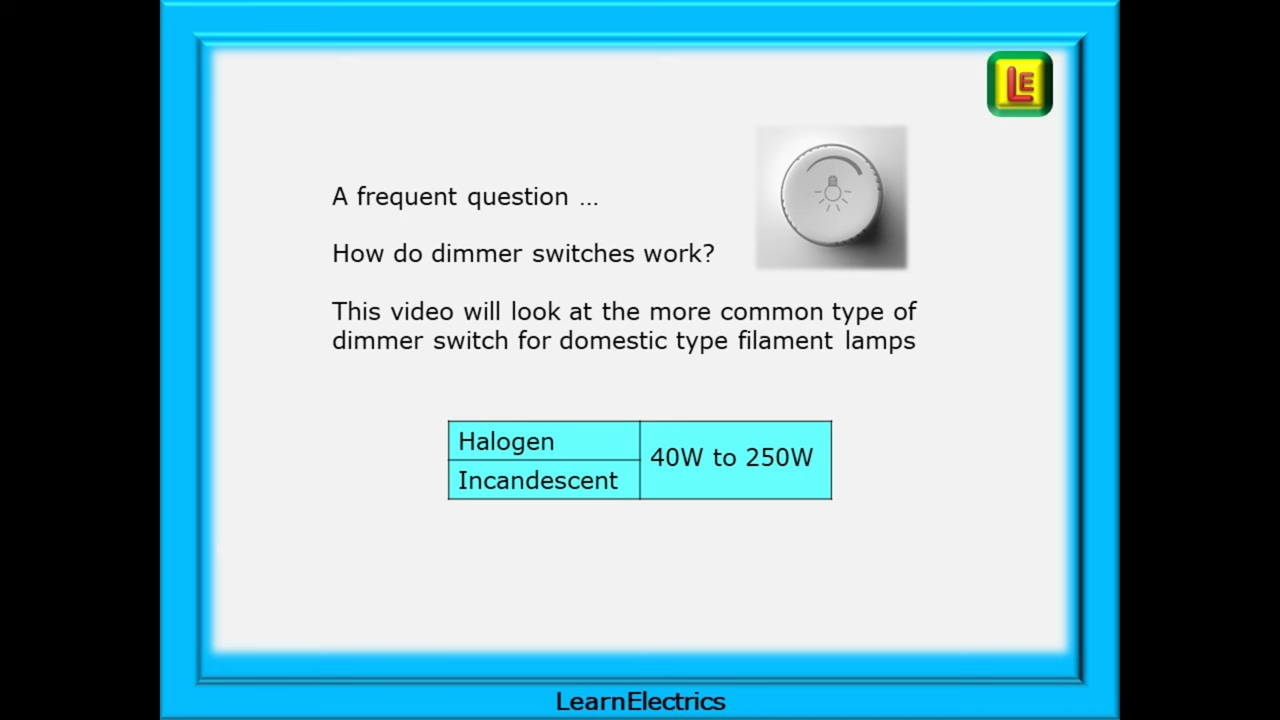 LE
A frequent question ...
How do dimmer switches work?
This video will look at the more common type of
dimmer switch for domestic type filament lamps
Halogen
40W to 250W
Incandescent
LearnElectrics